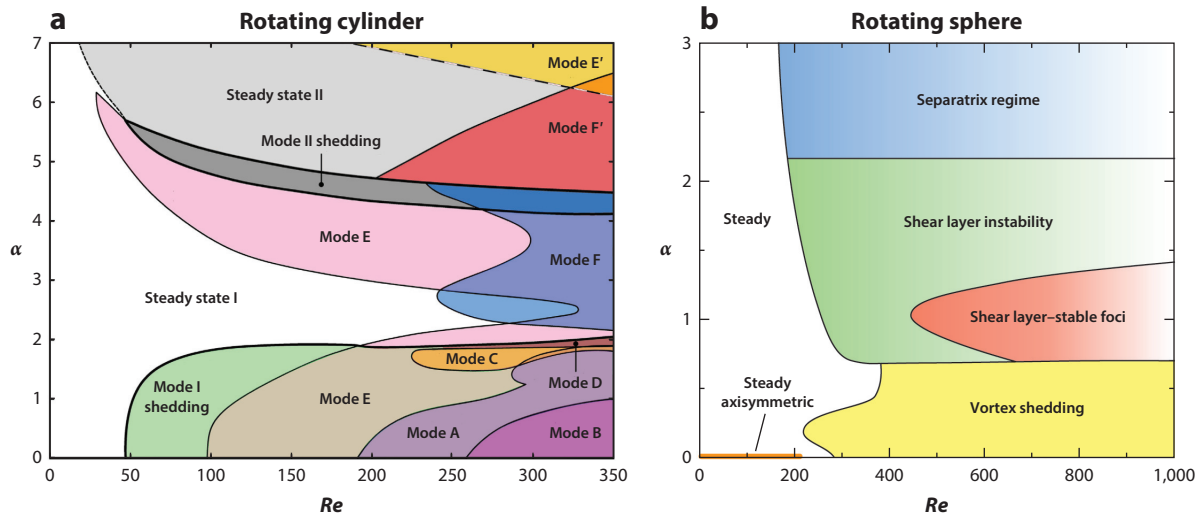 a
Rotating cylinder
7
6
5
4
3
2
1
0
α
0
50
100
150
200
250
300
350
Re
Steady state II
Mode E′
Mode F′
Mode II shedding
Mode E
Mode F
Steady state I
Mode I
shedding
Mode E
Mode C
Mode D
Mode A
Mode B
b
Rotating sphere
3
2
1
0
α
0
200
400
600
800
1,000
Re
Separatrix regime
Steady
Shear layer instability
Shear layer–stable foci
Steady
axisymmetric
Vortex shedding